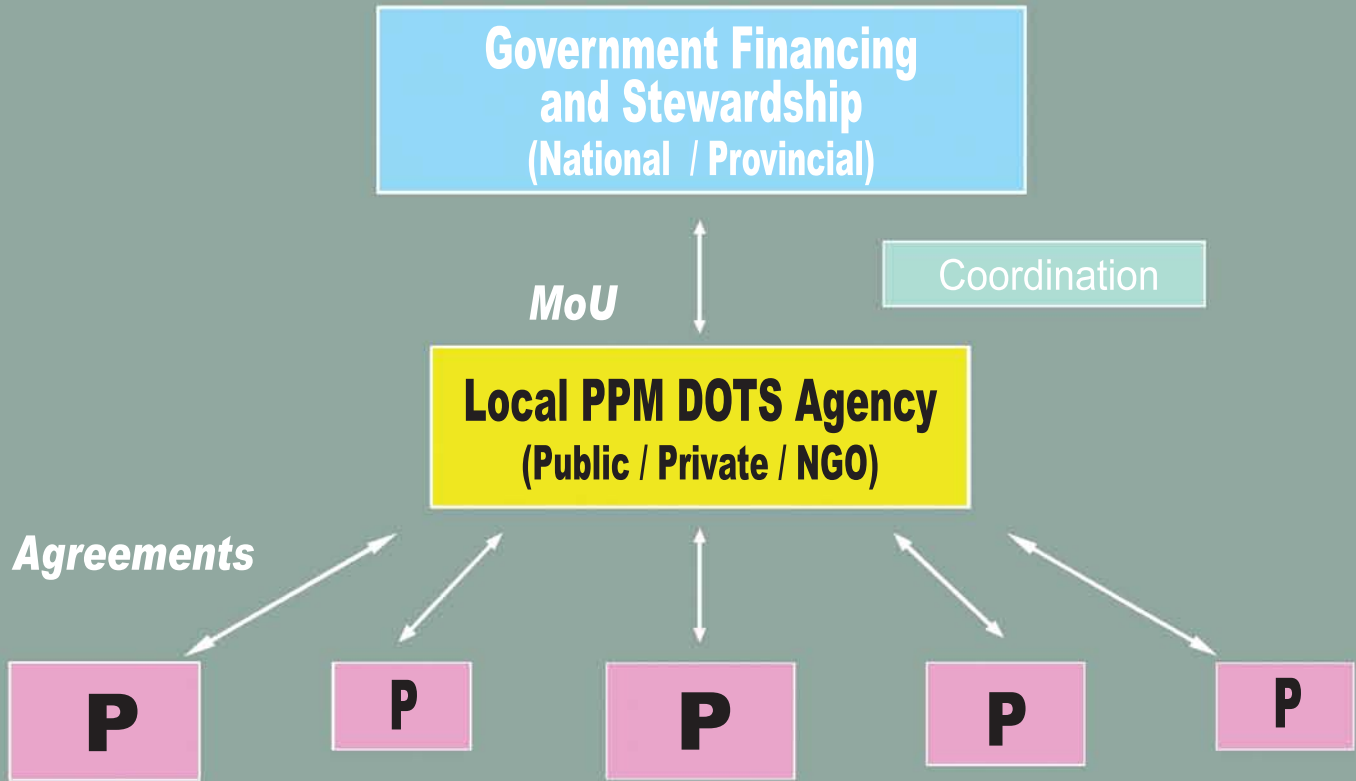 Government Financing
and Stewardship
(National / Provincial)
Coordination
MoU
Local PPM DOTS Agency
(Public / Private / NGO)
Agreements
P
P
P
P
P